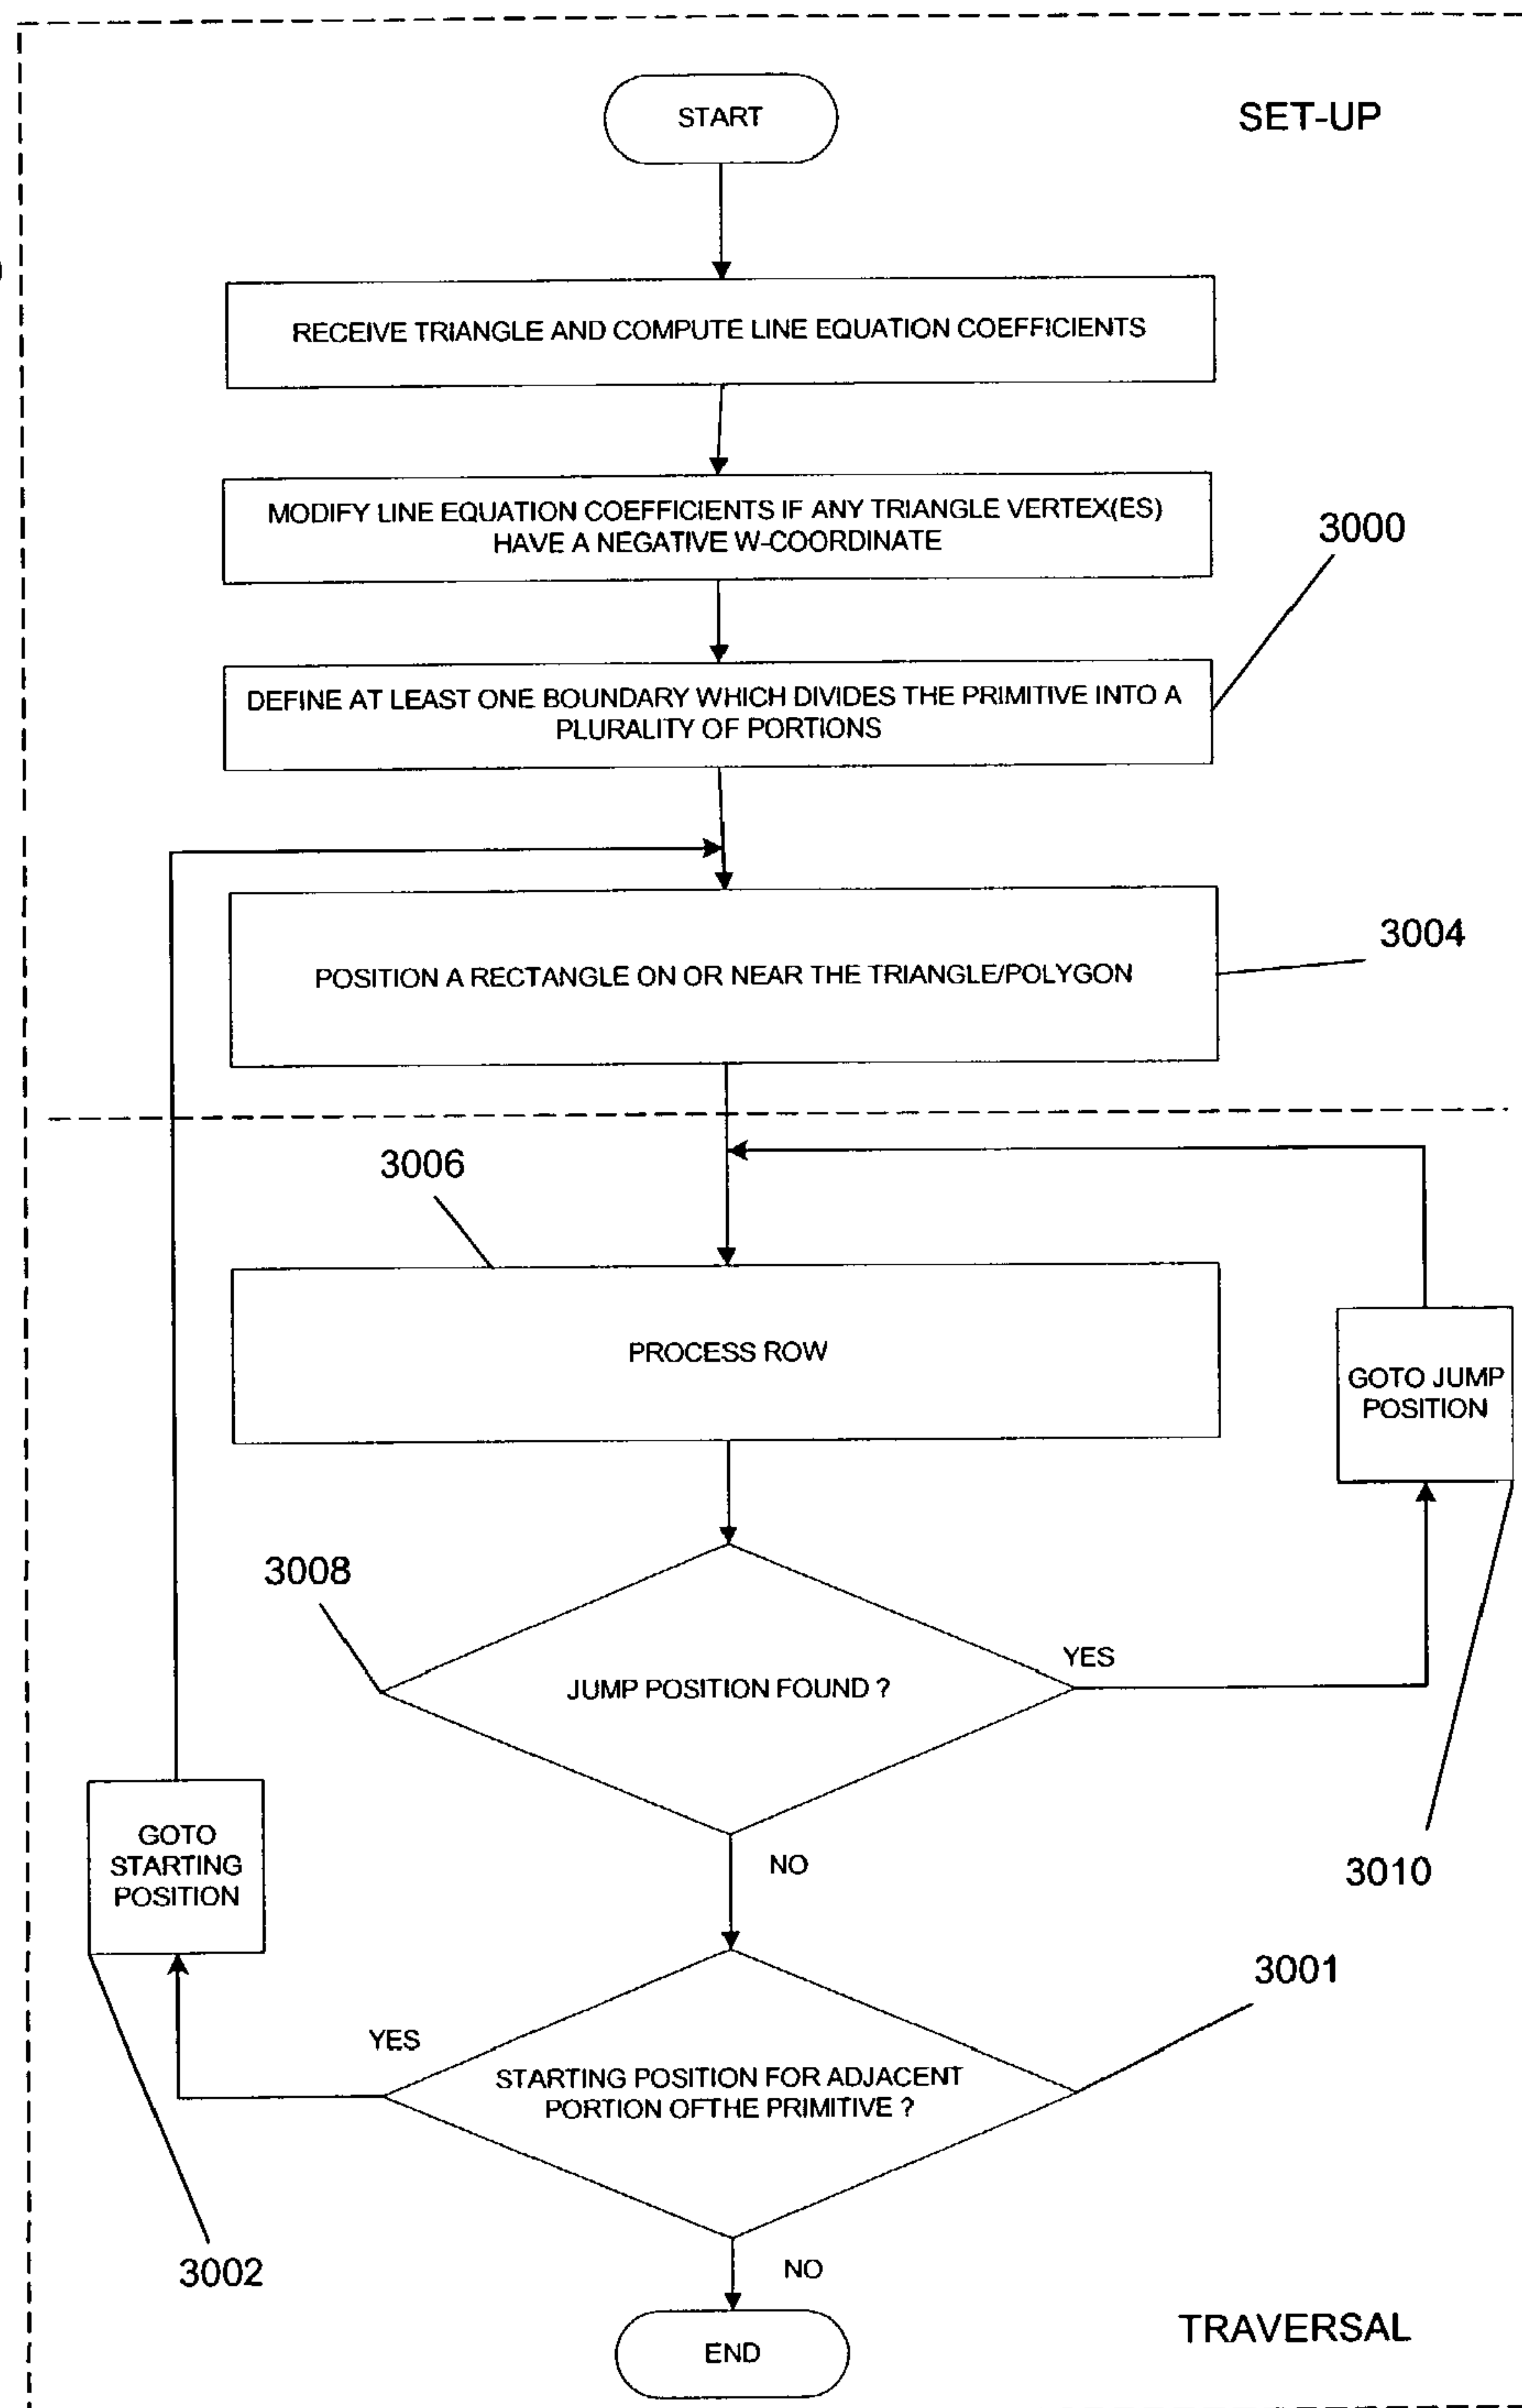 START
SET-UP
RECEIVE TRIANGLE AND COMPUTE LINE EQUATION COEFFICIENTS
MODIFY LINE EQUATION COEFFICIENTS IF ANY TRIANGLE VERTEX(ES)
HAVE A NEGATIVE W-COORDINATE
3000
DEFINE AT LEAST ONE BOUNDARY WHICH DIVIDES THE PRIMITIVE INTO A
PLURALITY OF PORTIONS
3004
POSITION A RECTANGLE ON OR NEAR THE TRIANGLE/POLYGON
3006
PROCESS ROW
GOTO JUMP
POSITION
3008
JUMP POSITION FOUND ?
YES
GOTO
STARTING
POSITION
NO
3010
3001
YES
STARTING POSITION FOR ADJACENT
PORTION OFTHE PRIMITIVE ?
3002
NO
END
TRAVERSAL